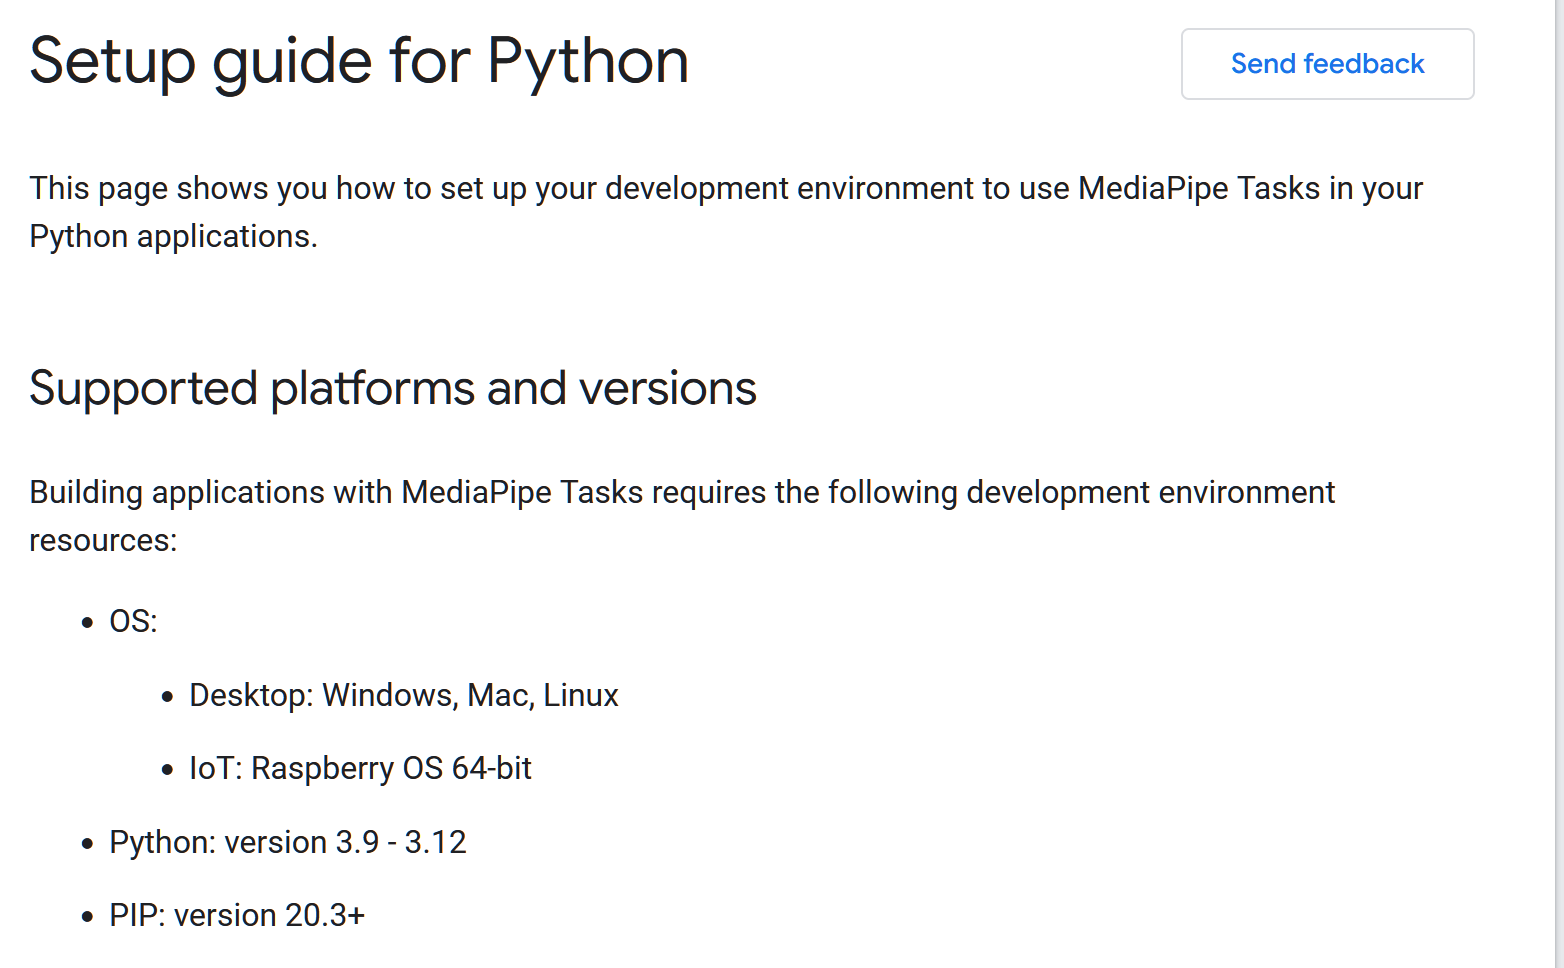 Setup guide for Python
Send feedback
This page shows you how to set up your development environment to use MediaPipe Tasks in your
Python applications.
Supported platforms and versions
Building applications with MediaPipe Tasks requires the following development environment
resources:
• OS:
• Desktop: Windows, Mac, Linux
• IoT: Raspberry OS 64-bit
• Python: version 3.9 - 3.12
• PIP: version 20.3+